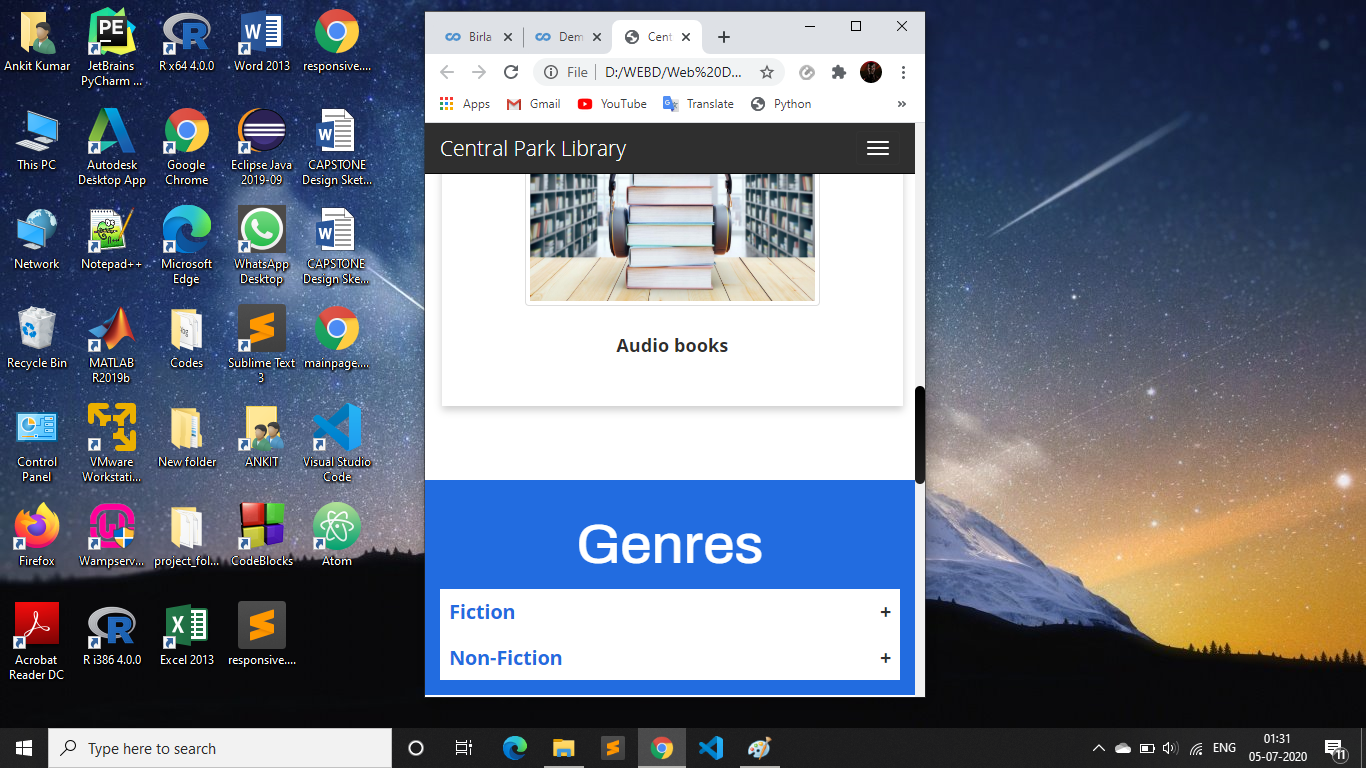 Ankit Kumar
JetBrains
PyCharm ...
R x64 4.0.0
Word 2013
responsive....
This PC
Autodesk
Desktop App
Google
Chrome
Eclipse Java
2019-09
CAPSTONE
Design Sket...
Network
Notepad++
Microsoft
Edge
WhatsApp
Desktop
CAPSTONE
Design Ske...
Recycle Bin
MATLAB
R2019b
Codes
Sublime Text
3
mainpage....
Control
Panel
VMware
Workstati...
New folder
ANKIT
Visual Studio
Code
Firefox
Wampserv...
project_fol...
CodeBlocks
Atom
Acrobat
Reader DC
R i386 4.0.0
Excel 2013
responsive....
Birla
Dem
Cent
File
D:/WEBD/Web%20D...
Apps
Gmail
YouTube
Translate
Python
»
Central Park Library
Audio books
Genres
Fiction +
Non-Fiction +
Type here to search
ENG
01:31
05-07-2020
11